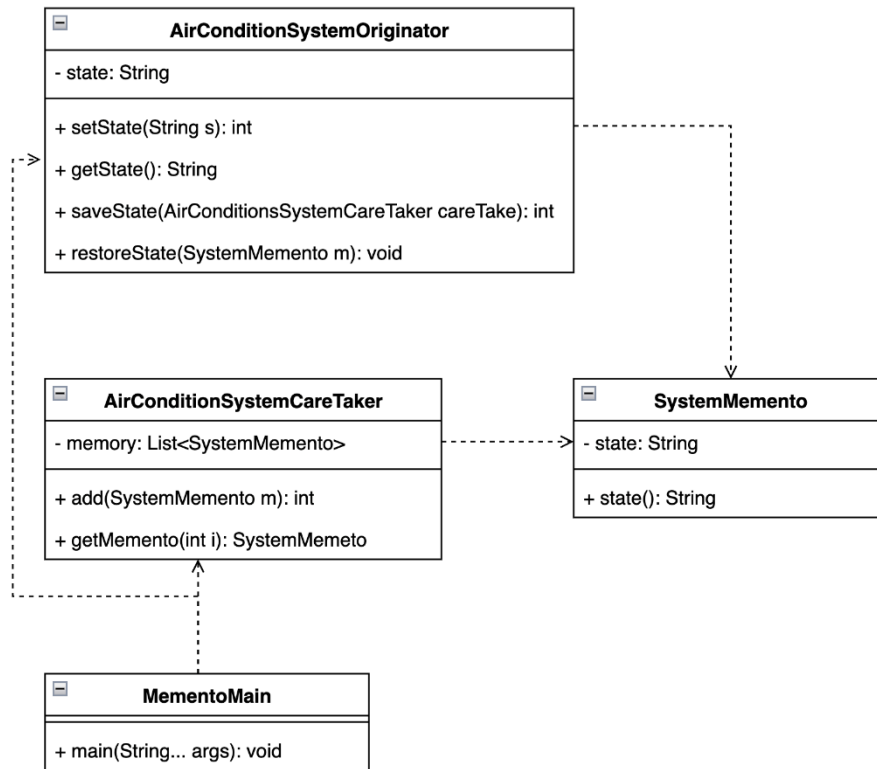 AirConditionSystemOriginator
- state: String
+ setState(String s): int
+ getState(): String
+ saveState(AirConditionsSystemCareTaker careTake): int
+ restoreState(SystemMemento m): void
AirConditionSystemCareTaker
- memory: List<SystemMemento>
+ add(SystemMemento m): int
+ getMemento(int i): SystemMemeto
SystemMemento
- state: String
+ state(): String
MementoMain
+ main(String... args): void